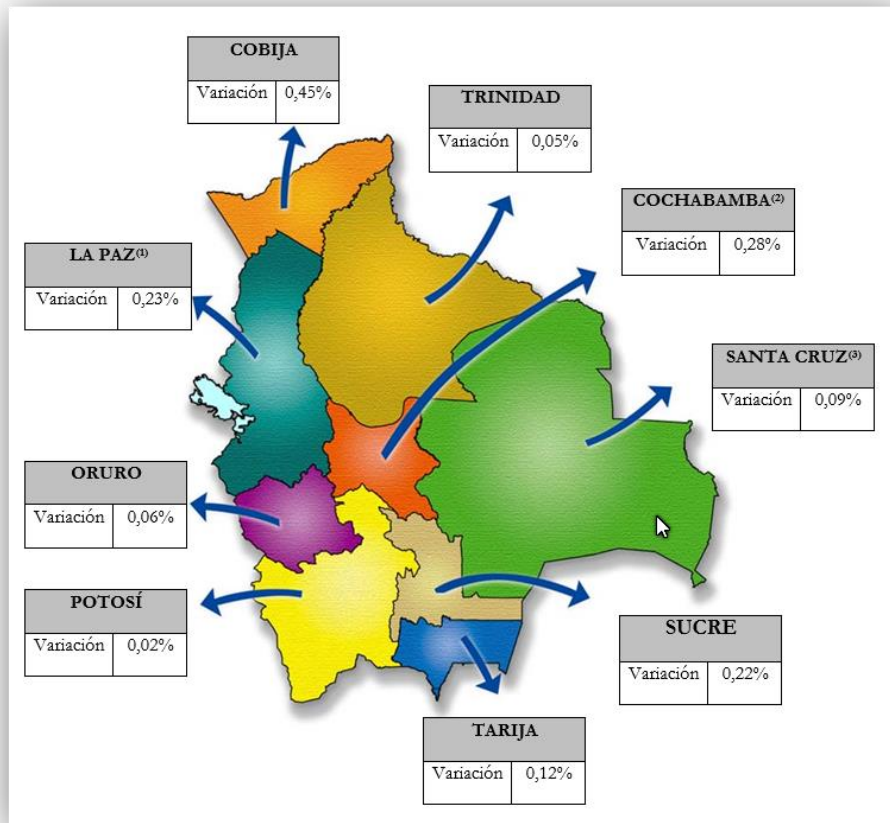 COBIJA
Variación 0,45%
TRINIDAD
Variación 0,05%
COCHABAMBA⁽²⁾
Variación 0,28%
LA PAZ⁽¹⁾
Variación 0,23%
SANTA CRUZ⁽³⁾
Variación 0,09%
ORURO
Variación 0,06%
POTOSÍ
Variación 0,02%
SUCRE
Variación 0,22%
TARIJA
Variación 0,12%